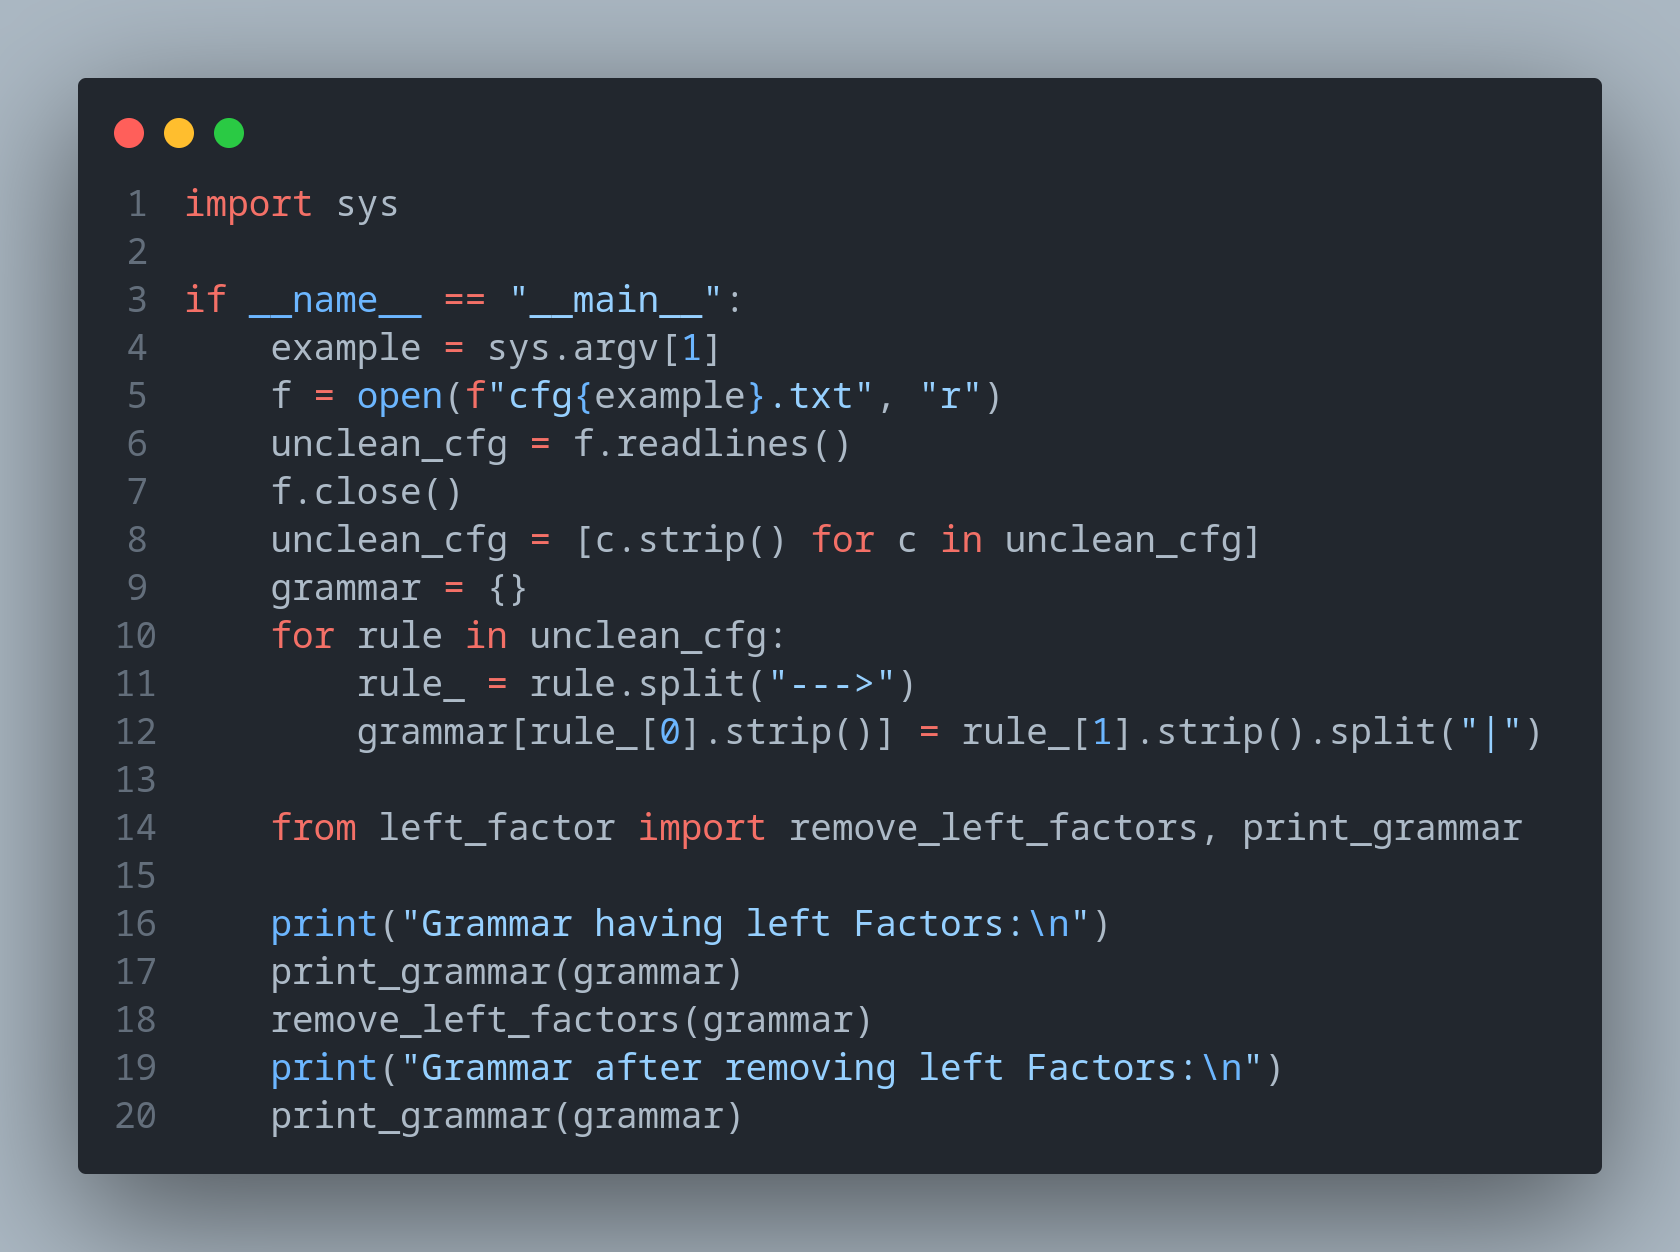 1 import sys
2
3 if __name__ == "__main__":
4     example = sys.argv[1]
5     f = open(f"cfg{example}.txt", "r")
6     unclean_cfg = f.readlines()
7     f.close()
8     unclean_cfg = [c.strip() for c in unclean_cfg]
9     grammar = {}
10     for rule in unclean_cfg:
11         rule_ = rule.split("--->")
12         grammar[rule_[0].strip()] = rule_[1].strip().split("|")
13
14     from left_factor import remove_left_factors, print_grammar
15
16     print("Grammar having left Factors:\n")
17     print_grammar(grammar)
18     remove_left_factors(grammar)
19     print("Grammar after removing left Factors:\n")
20     print_grammar(grammar)